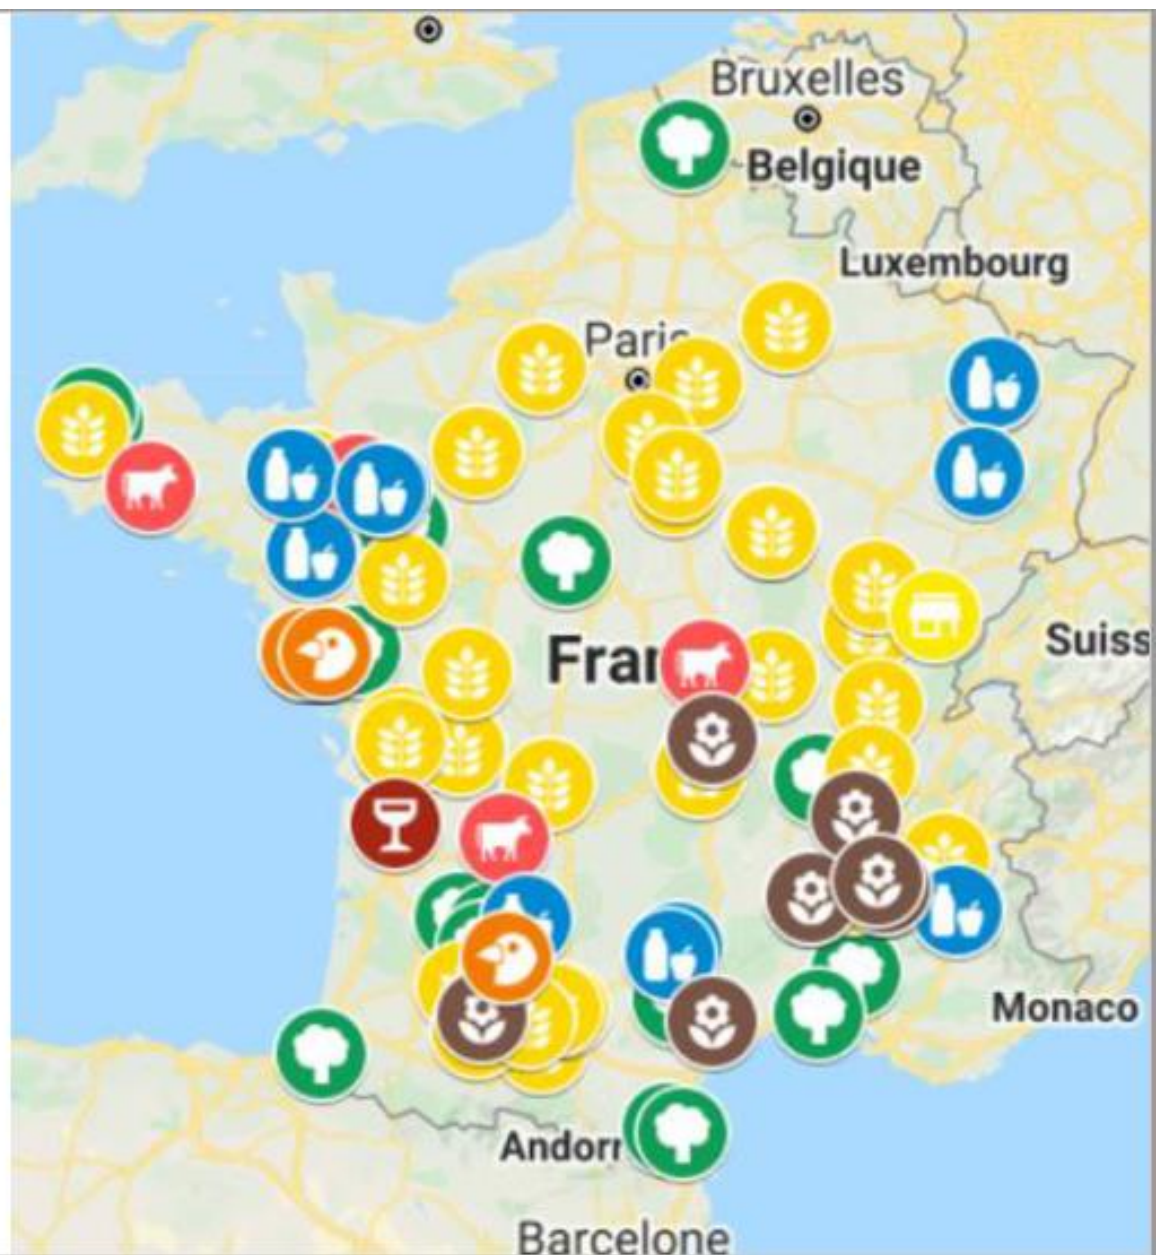 Bruxelles
Belgique
Luxembourg
Paris
Fran
Suiss
Monaco
Andorr
Barcelone